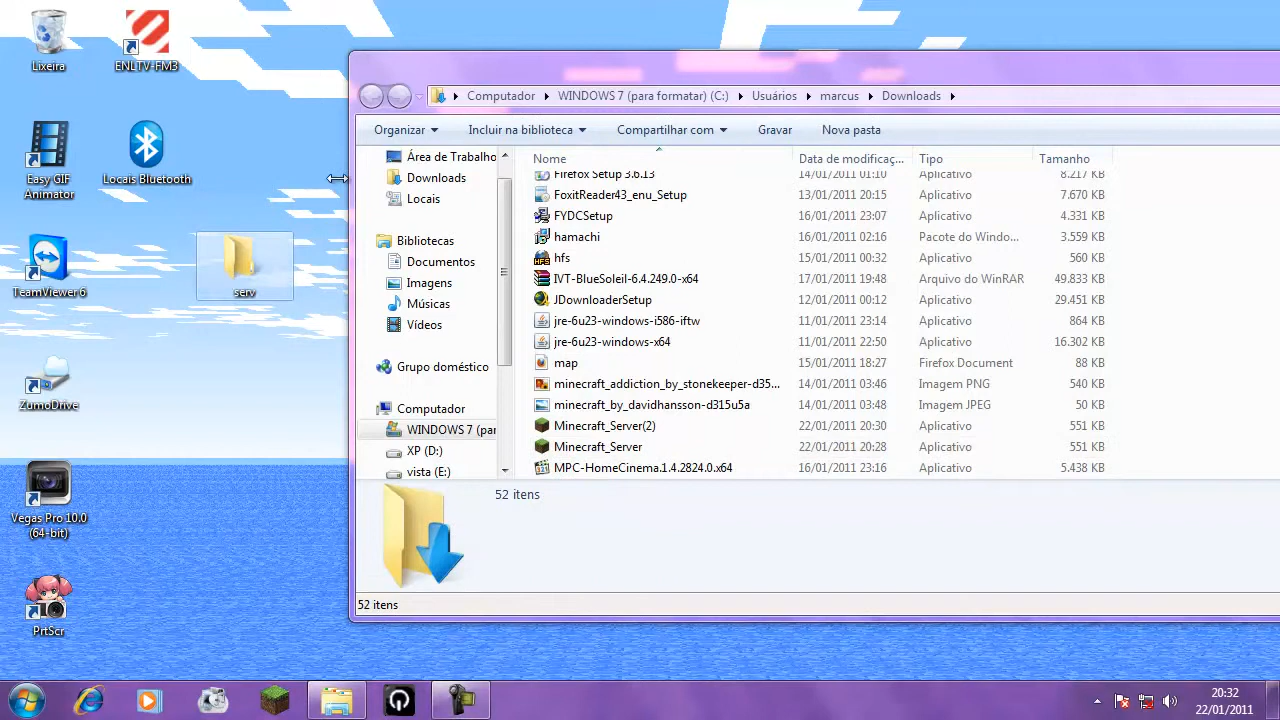 Lixeira
ENLTV-FM3
Easy GIF
Animator
Locais Bluetooth
TeamViewer 6
serv
ZumoDrive
Vegas Pro 10.0
(64-bit)
PrtScr
Computador
WINDOWS 7 (para formatar) (C:)
Usuários
marcus
Downloads
Organizar
Incluir na biblioteca
Compartilhar com
Gravar
Nova pasta
Área de Trabalho
Downloads
Locais
Bibliotecas
Documentos
Imagens
Músicas
Vídeos
Grupo doméstico
Computador
WINDOWS 7 (par
XP (D:)
vista (E:)
Nome Data de modificaç... Tipo Tamanho
Firefox Setup 3.6.13 14/01/2011 01:10 Aplicativo 8.217 KB
FoxitReader43_enu_Setup 13/01/2011 20:15 Aplicativo 7.670 KB
FYDCSetup 16/01/2011 23:07 Aplicativo 4.331 KB
hamachi 16/01/2011 02:16 Pacote do Windo... 3.559 KB
hfs 15/01/2011 00:32 Aplicativo 560 KB
IVT-BlueSoleil-6.4.249.0-x64 17/01/2011 19:48 Arquivo do WinRAR 49.833 KB
JDownloaderSetup 12/01/2011 00:12 Aplicativo 29.451 KB
jre-6u23-windows-i586-iftw 11/01/2011 23:14 Aplicativo 864 KB
jre-6u23-windows-x64 11/01/2011 22:50 Aplicativo 16.302 KB
map 15/01/2011 18:27 Firefox Document 88 KB
minecraft_addiction_by_stonekeeper-d35... 14/01/2011 03:46 Imagem PNG 540 KB
minecraft_by_davidhansson-d315u5a 14/01/2011 03:48 Imagem JPEG 50 KB
Minecraft_Server(2) 22/01/2011 20:30 Aplicativo 551 KB
Minecraft_Server 22/01/2011 20:28 Aplicativo 551 KB
MPC-HomeCinema.1.4.2824.0.x64 16/01/2011 23:16 Aplicativo 5.438 KB
52 itens
52 itens
20:32
22/01/2011